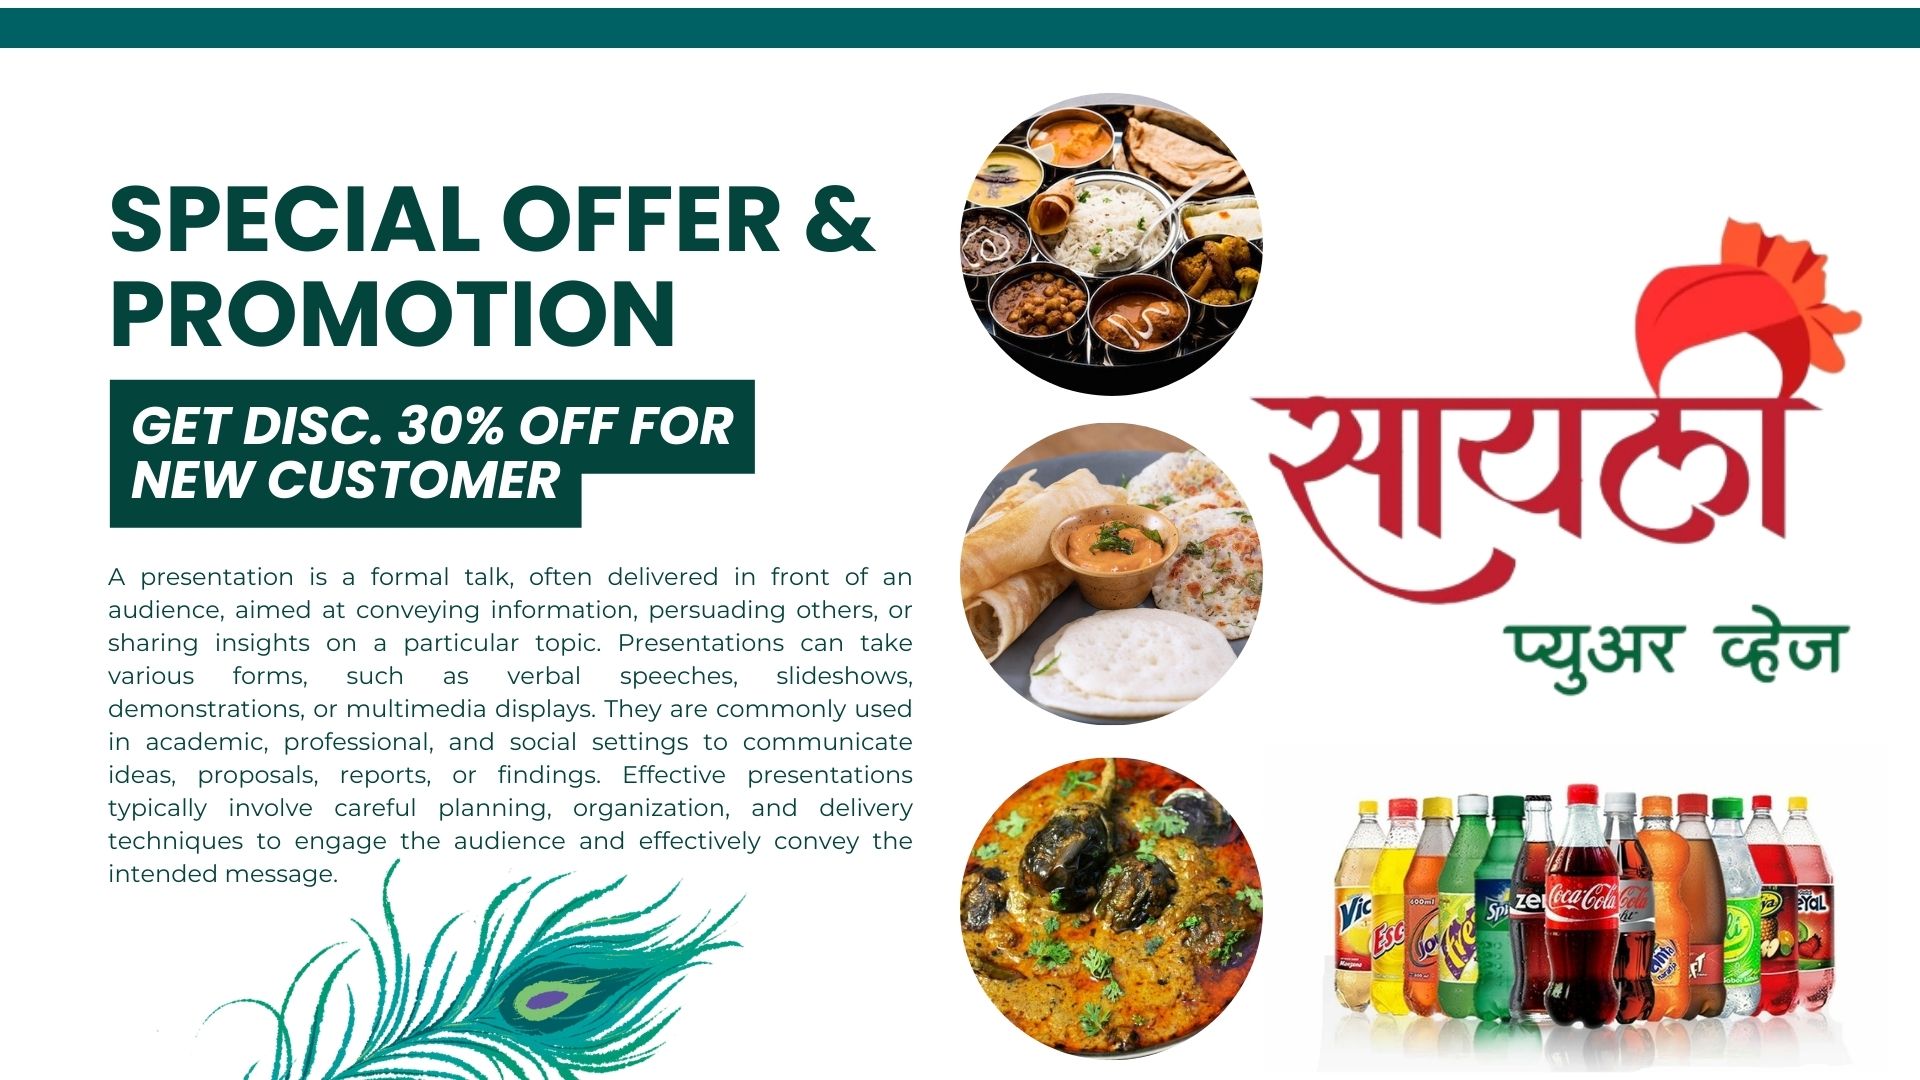 SPECIAL OFFER &
PROMOTION
GET DISC. 30% OFF FOR
NEW CUSTOMER
A presentation is a formal talk, often delivered in front of an
audience, aimed at conveying information, persuading others, or
sharing insights on a particular topic. Presentations can take
various forms, such as verbal speeches, slideshows,
demonstrations, or multimedia displays. They are commonly used
in academic, professional, and social settings to communicate
ideas, proposals, reports, or findings. Effective presentations
typically involve careful planning, organization, and delivery
techniques to engage the audience and effectively convey the
intended message.
सायली
प्युअर व्हेज
Coca-Cola